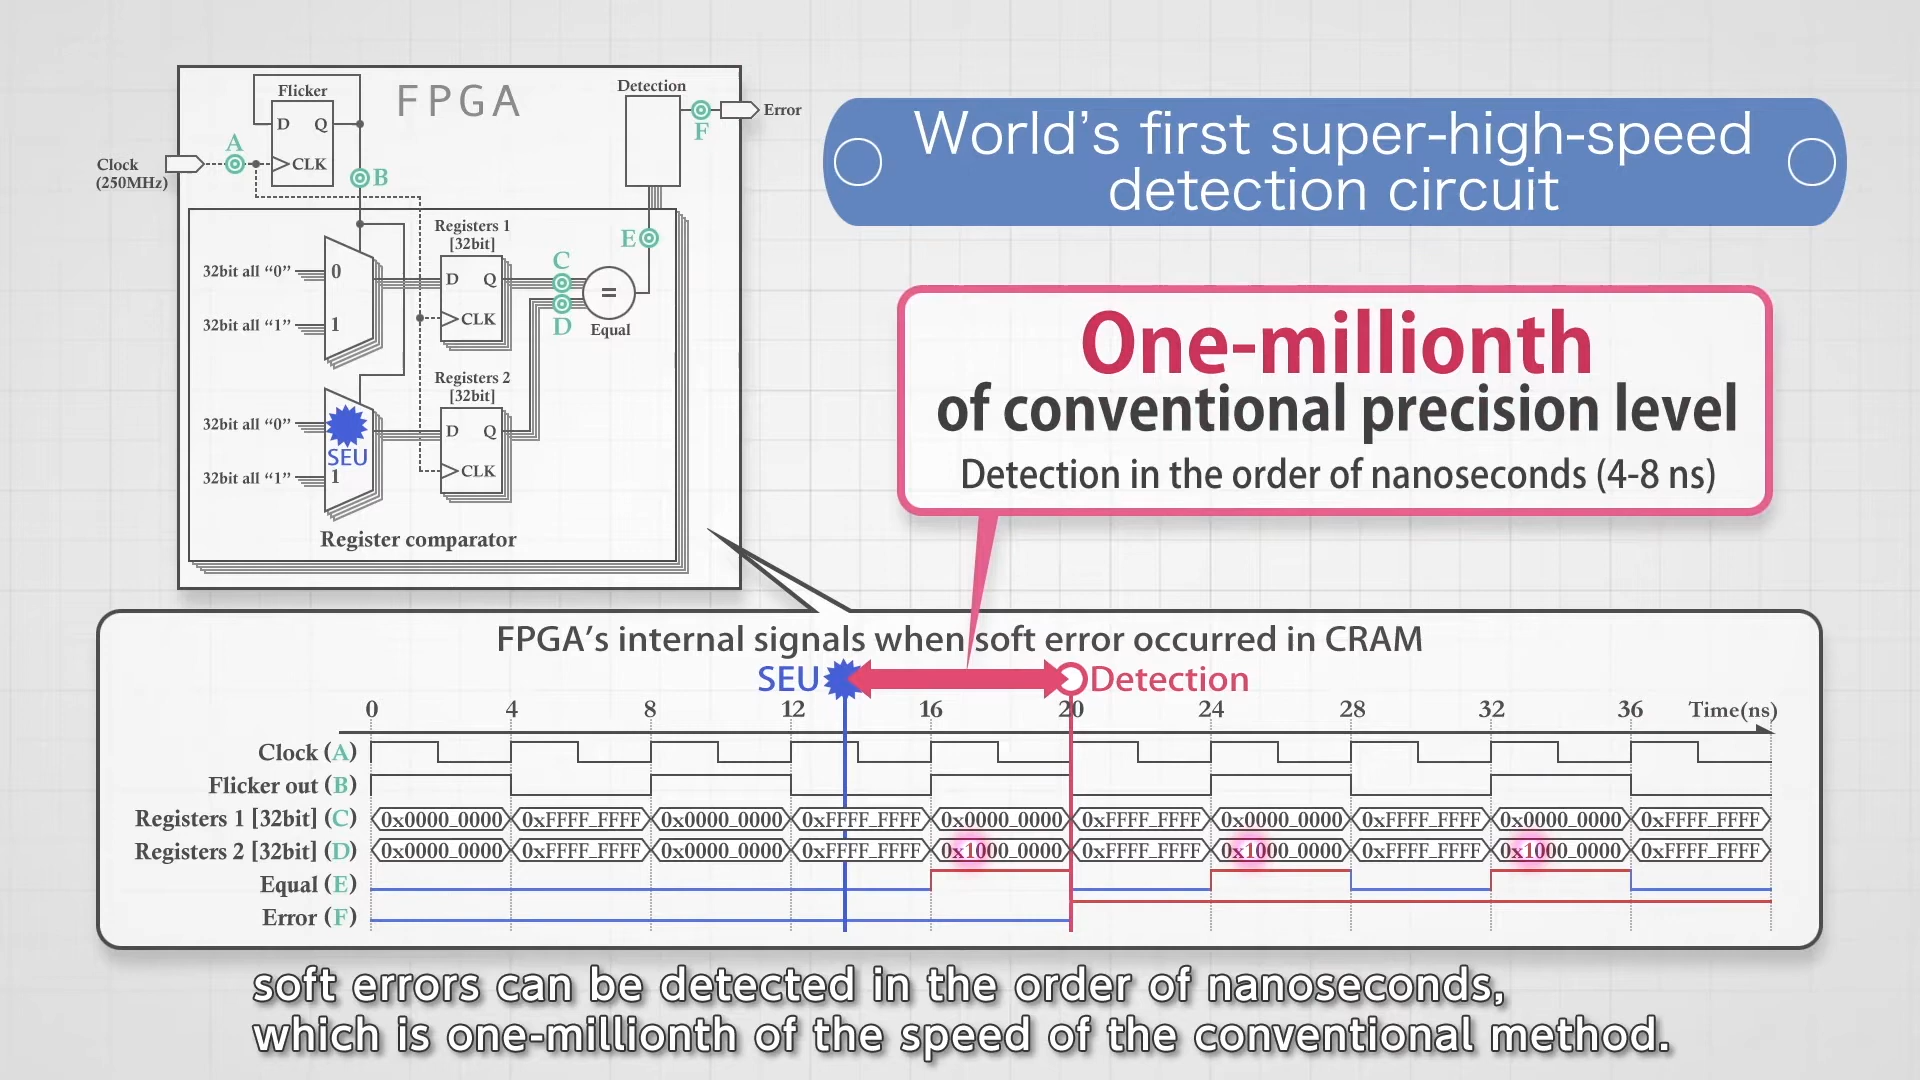 FPGA
Flicker
D Q
CLK
A
B
Clock
(250MHz)
Detection
F
Error
E
32bit all “0”
0
32bit all “1”
1
Registers 1
[32bit]
D Q
CLK
C
D
=
Equal
32bit all “0”
SEU
32bit all “1”
1
Registers 2
[32bit]
D Q
CLK
Register comparator
World’s first super-high-speed
detection circuit
One-millionth
of conventional precision level
Detection in the order of nanoseconds (4-8 ns)
FPGA’s internal signals when soft error occurred in CRAM
SEU Detection
0 4 8 12 16 20 24 28 32 36 Time(ns)
Clock (A)
Flicker out (B)
Registers 1 [32bit] (C) 0x0000_0000 0xFFFF_FFFF 0x0000_0000 0xFFFF_FFFF 0x0000_0000 0xFFFF_FFFF 0x0000_0000 0xFFFF_FFFF 0x0000_0000 0xFFFF_FFFF
Registers 2 [32bit] (D) 0x0000_0000 0xFFFF_FFFF 0x0000_0000 0xFFFF_FFFF 0x1000_0000 0xFFFF_FFFF 0x1000_0000 0xFFFF_FFFF 0x1000_0000 0xFFFF_FFFF
Equal (E)
Error (F)
soft errors can be detected in the order of nanoseconds,
which is one-millionth of the speed of the conventional method.